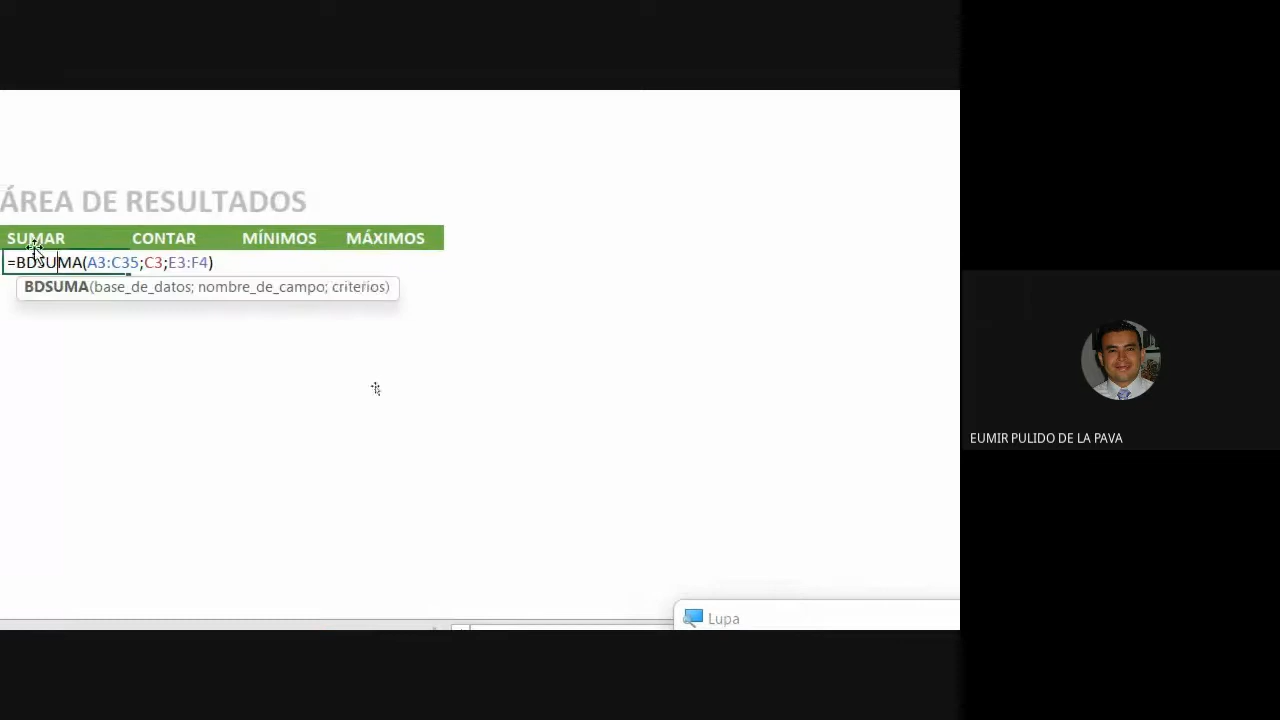 ÁREA DE RESULTADOS
SUMAR CONTAR MÍNIMOS MÁXIMOS
=BDSUMA(A3:C35;C3;E3:F4)
BDSUMA(base_de_datos; nombre_de_campo; criterios)
EUMIR PULIDO DE LA PAVA
Lupa